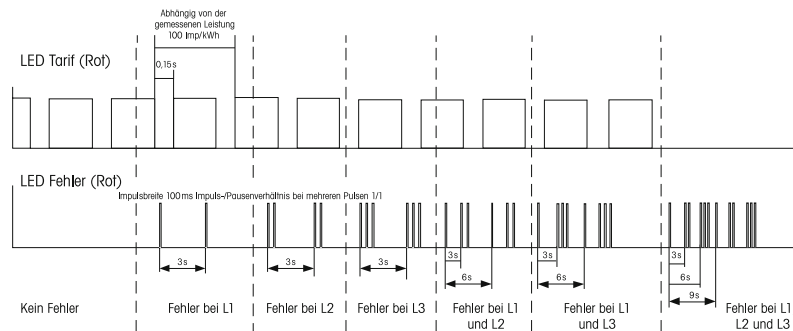 Abhängig von der
gemessenen Leistung
100 Imp/kWh
LED Tarif (Rot)
0,15s
LED Fehler (Rot)
Impulsbreite 100 ms Impuls-/Pausenverhältnis bei mehreren Pulsen 1/1
3s
3s
3s
3s
6s
3s
6s
3s
6s
9s
Kein Fehler
Fehler bei L1
Fehler bei L2
Fehler bei L3
Fehler bei L1
und L2
Fehler bei L1
und L3
Fehler bei L1
L2 und L3